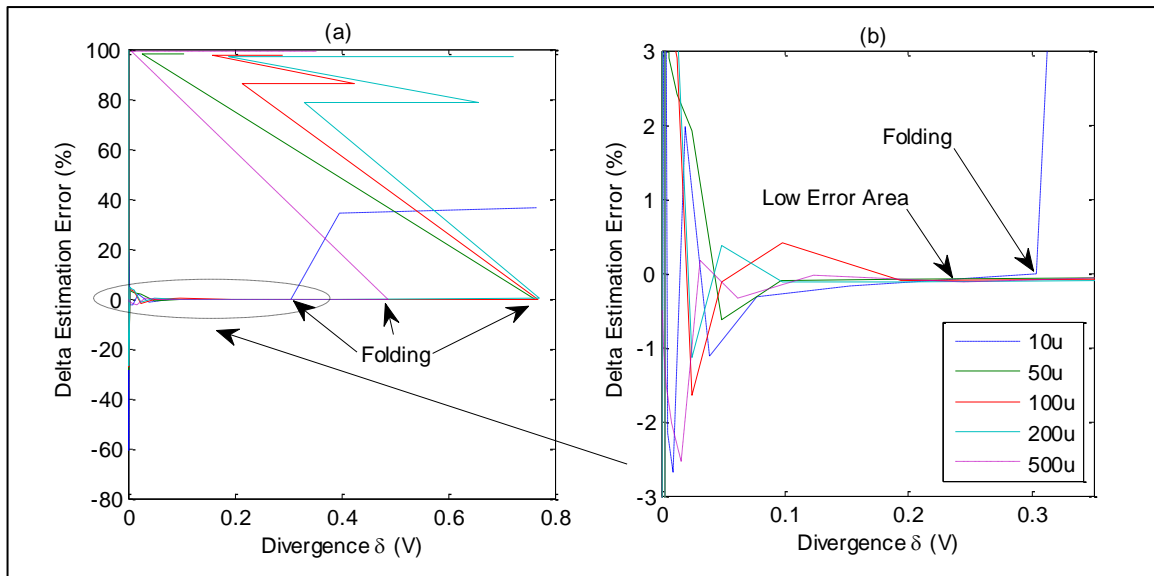 (a)
Delta Estimation Error (%)
100
80
60
40
20
0
-20
-40
-60
-80
0
0.2
0.4
0.6
0.8
Divergence δ (V)
Folding
(b)
Delta Estimation Error (%)
3
2
1
0
-1
-2
-3
0
0.1
0.2
0.3
Divergence δ (V)
Folding
Low Error Area
10u
50u
100u
200u
500u